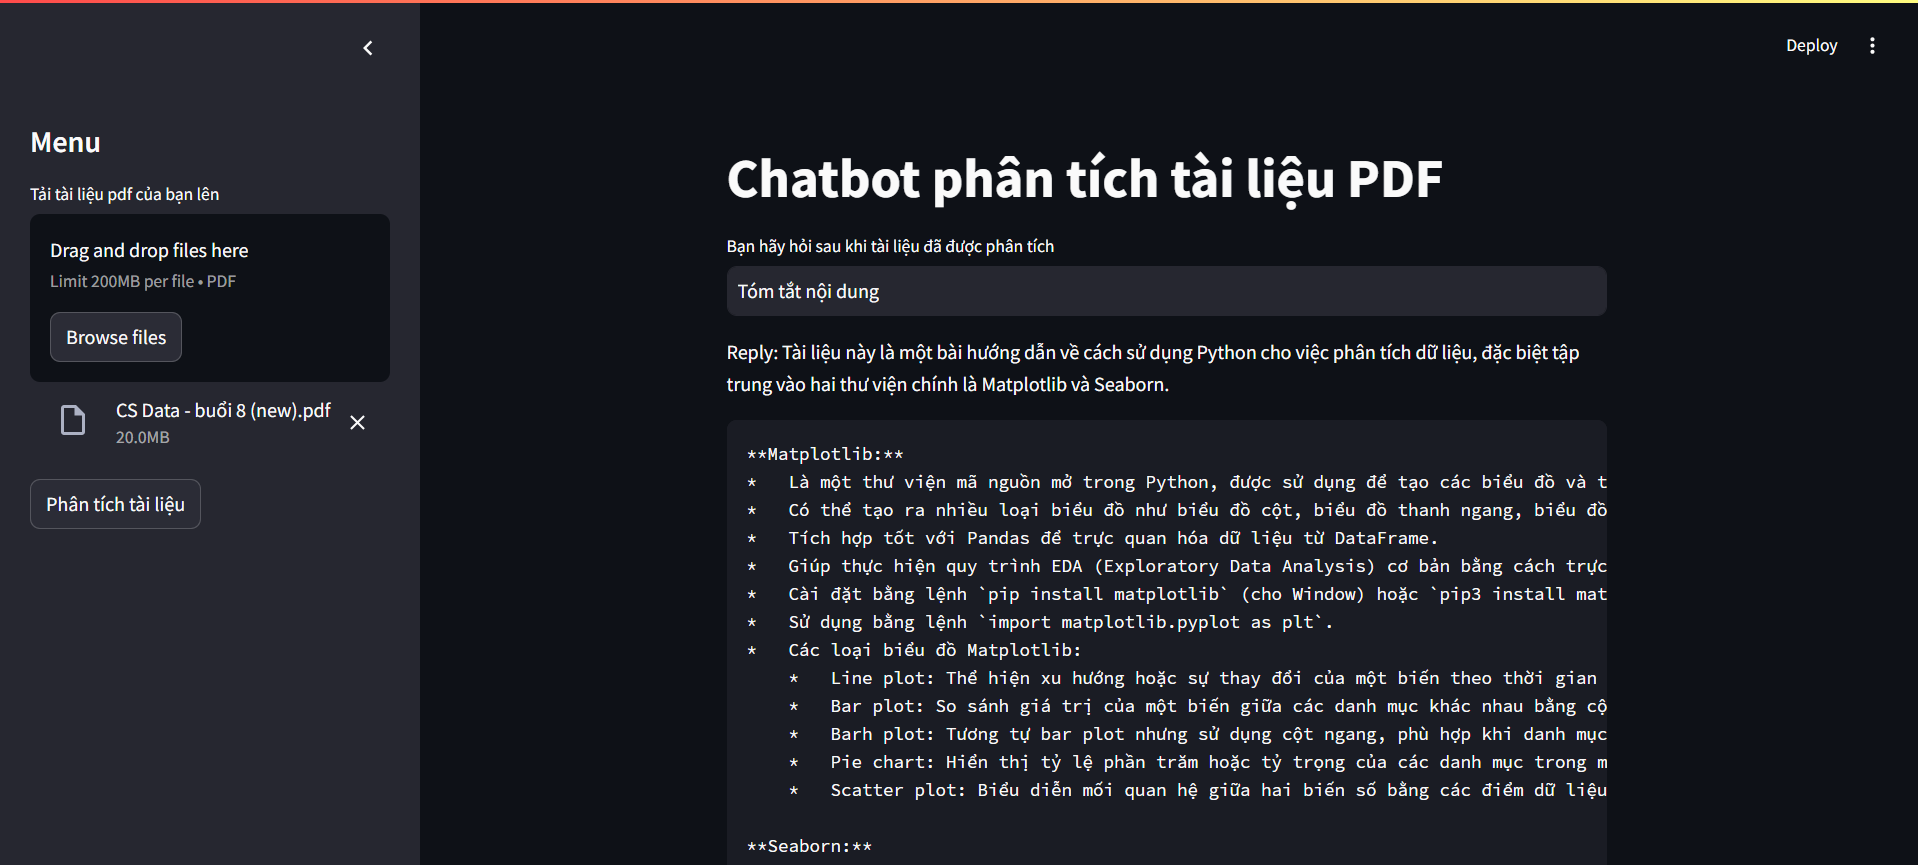 Deploy
Menu
Tải tài liệu pdf của bạn lên
Drag and drop files here
Limit 200MB per file • PDF
Browse files
CS Data - buổi 8 (new).pdf
20.0MB
Phân tích tài liệu
Chatbot phân tích tài liệu PDF
Bạn hãy hỏi sau khi tài liệu đã được phân tích
Tóm tắt nội dung
Reply: Tài liệu này là một bài hướng dẫn về cách sử dụng Python cho việc phân tích dữ liệu, đặc biệt tập
trung vào hai thư viện chính là Matplotlib và Seaborn.
**Matplotlib:**
*   Là một thư viện mã nguồn mở trong Python, được sử dụng để tạo các biểu đồ và t
*   Có thể tạo ra nhiều loại biểu đồ như biểu đồ cột, biểu đồ thanh ngang, biểu đồ
*   Tích hợp tốt với Pandas để trực quan hóa dữ liệu từ DataFrame.
*   Giúp thực hiện quy trình EDA (Exploratory Data Analysis) cơ bản bằng cách trực
*   Cài đặt bằng lệnh `pip install matplotlib` (cho Window) hoặc `pip3 install mat
*   Sử dụng bằng lệnh `import matplotlib.pyplot as plt`.
*   Các loại biểu đồ Matplotlib:
    *   Line plot: Thể hiện xu hướng hoặc sự thay đổi của một biến theo thời gian
    *   Bar plot: So sánh giá trị của một biến giữa các danh mục khác nhau bằng cộ
    *   Barh plot: Tương tự bar plot nhưng sử dụng cột ngang, phù hợp khi danh mục
    *   Pie chart: Hiển thị tỷ lệ phần trăm hoặc tỷ trọng của các danh mục trong m
    *   Scatter plot: Biểu diễn mối quan hệ giữa hai biến số bằng các điểm dữ liệu
**Seaborn:**